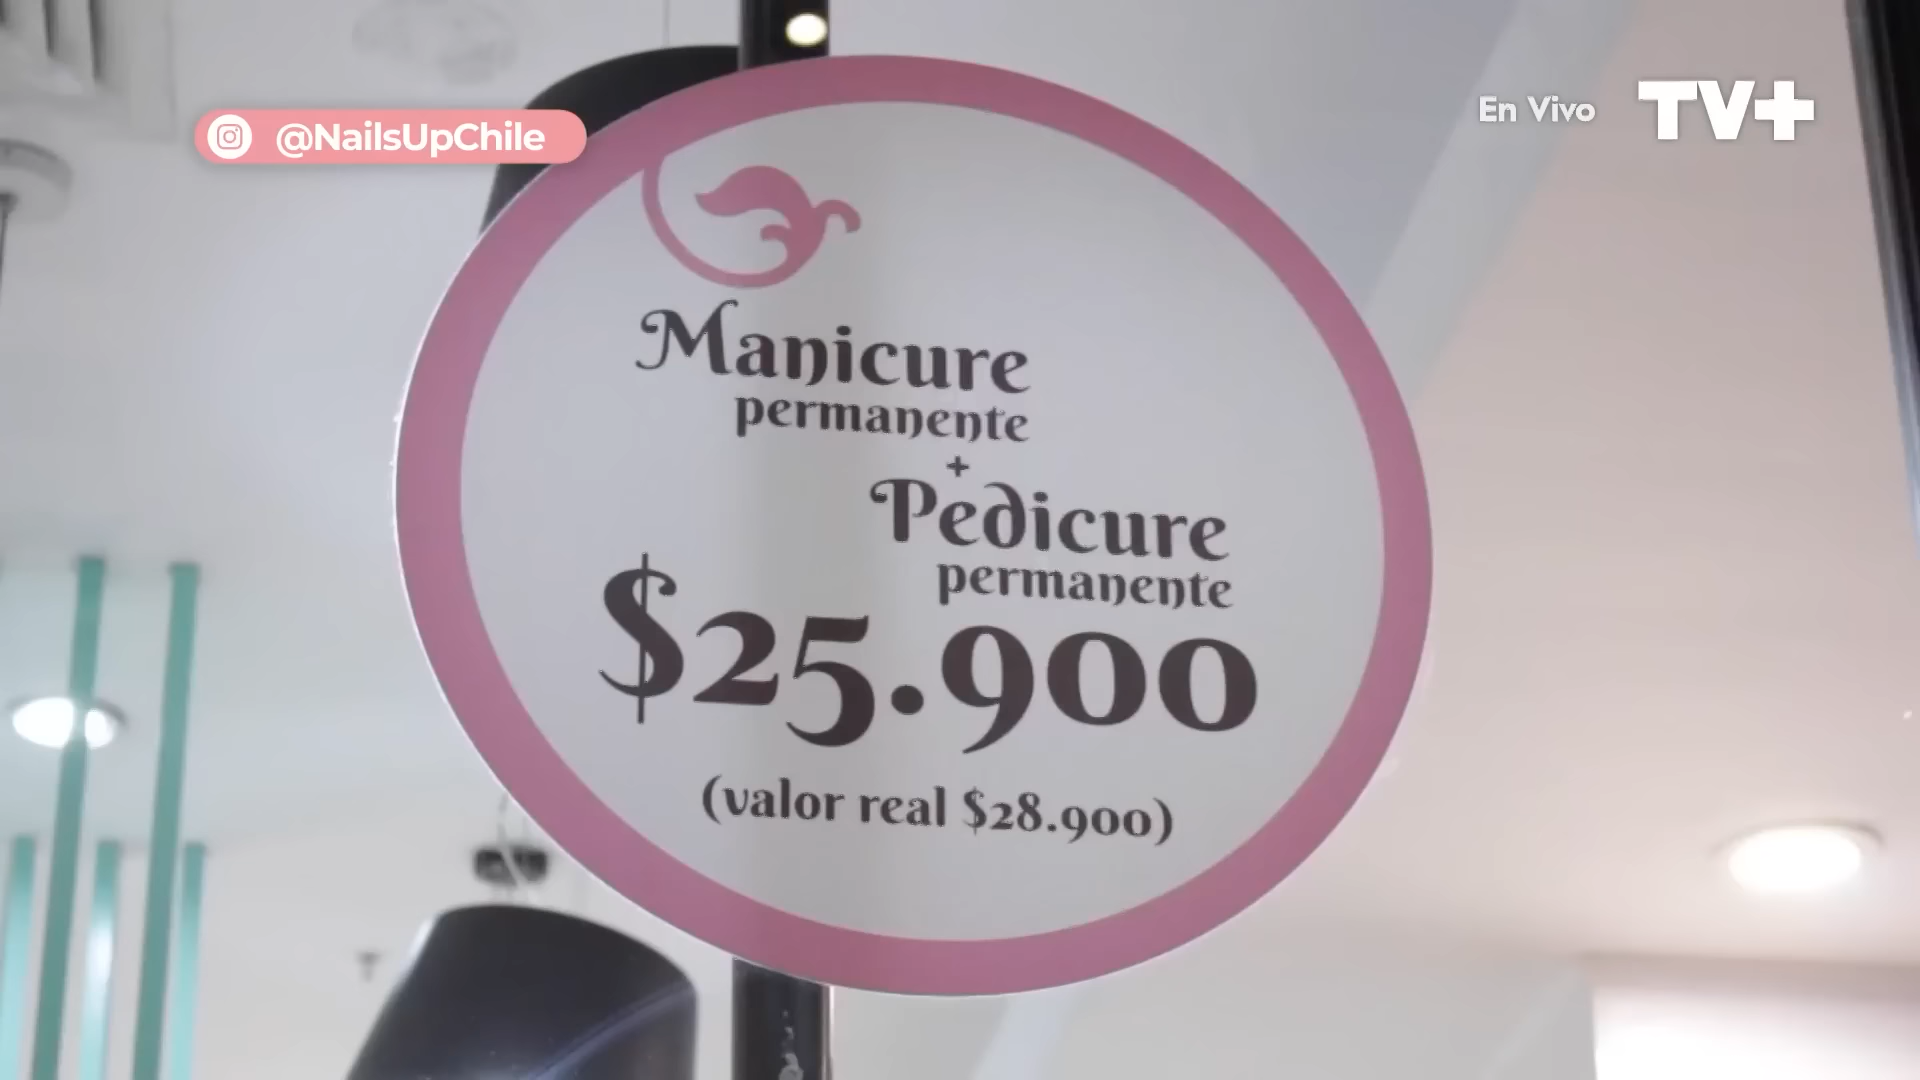 @NailsUpChile
En Vivo TV+
Manicure
permanente
+
Pedicure
permanente
$25.900
(valor real $28.900)